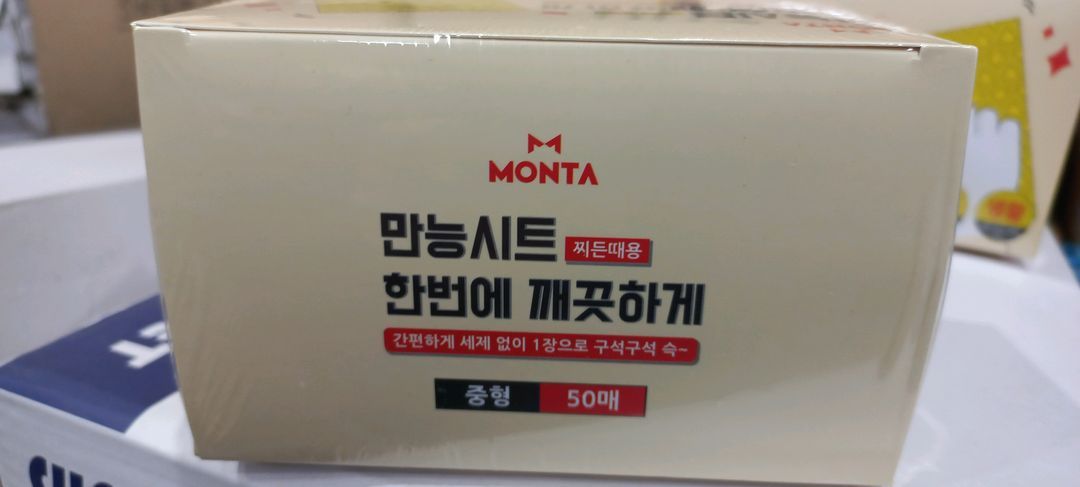 MONTA
MONTA
만능시트 찌든때용
한번에 깨끗하게
간편하게 세제 없이 1장으로 구석구석 슥~
중형 50매